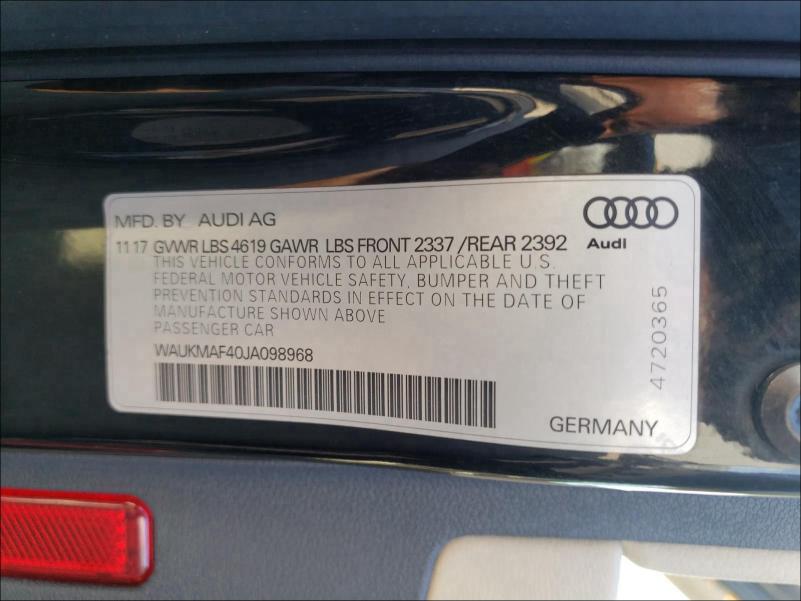 MFD. BY AUDI AG
Audi
11 17 GVWR LBS 4619 GAWR LBS FRONT 2337 /REAR 2392
THIS VEHICLE CONFORMS TO ALL APPLICABLE U.S.
FEDERAL MOTOR VEHICLE SAFETY, BUMPER AND THEFT
PREVENTION STANDARDS IN EFFECT ON THE DATE OF
MANUFACTURE SHOWN ABOVE
PASSENGER CAR
WAUKMAF40JA098968
4720365
GERMANY